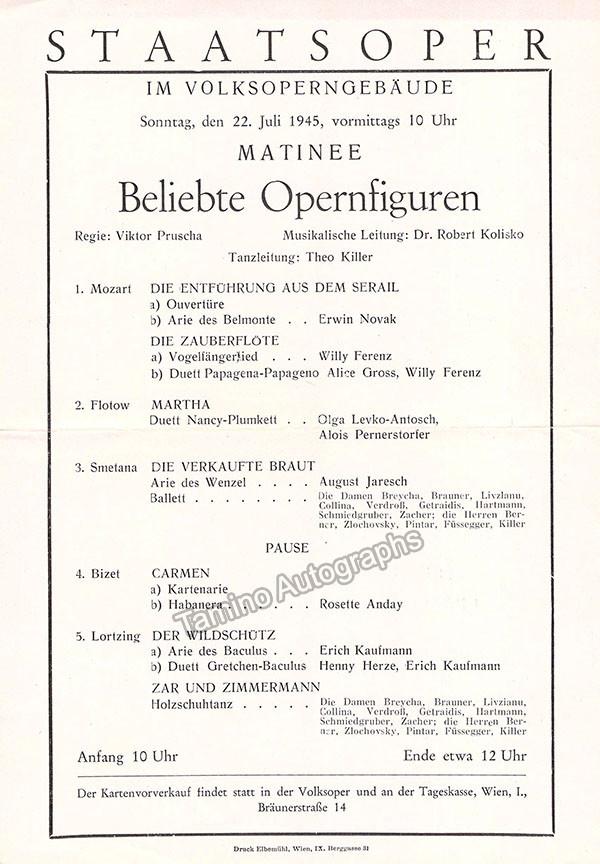 STAATSOPER
IM VOLKSOPERNGEBÄUDE
Sonntag, den 22. Juli 1945, vormittags 10 Uhr
MATINEE
Beliebte Opernfiguren
Regie: Viktor Pruscha Musikalische Leitung: Dr. Robert Kolisko
Tanzleitung: Theo Killer
1. Mozart DIE ENTFÜHRUNG AUS DEM SERAIL
a) Ouvertüre
b) Arie des Belmonte . . Erwin Novak
DIE ZAUBERFLÖTE
a) Vogelfängerlied . . . Willy Ferenz
b) Duett Papagena-Papageno Alice Gross, Willy Ferenz
2. Flotow MARTHA
Duett Nancy-Plumkett . . Olga Levko-Antosch,
Alois Pernerstorfer
3. Smetana DIE VERKAUFTE BRAUT
Arie des Wenzel . . . . August Jaresch
Ballett . . . . . . . . Die Damen Breycha, Brauner, Livzianu,
Collina, Verdroß, Getraidis, Hartmann,
Schmiedgruber, Zacher; die Herren Ber-
ner, Zlochovsky, Pintar, Füssegger, Killer
PAUSE
4. Bizet CARMEN
a) Kartenarie
b) Habanera . . . . . . Rosette Anday
5. Lortzing DER WILDSCHÜTZ
a) Arie des Baculus . . . Erich Kaufmann
b) Duett Gretchen-Baculus Henny Herze, Erich Kaufmann
ZAR UND ZIMMERMANN
Holzschuhtanz . . . . . Die Damen Breycha, Brauner, Livzianu,
Collina, Verdroß, Getraidis, Hartmann,
Schmiedgruber, Zacher; die Herren Ber-
ner, Zlochovsky, Pintar, Füssegger, Killer
Anfang 10 Uhr Ende etwa 12 Uhr
Der Kartenvorverkauf findet statt in der Volksoper und an der Tageskasse, Wien, I.,
Bräunerstraße 14
Druck Elbemühl, Wien, IX. Berggasse 31
Tamino Autographs